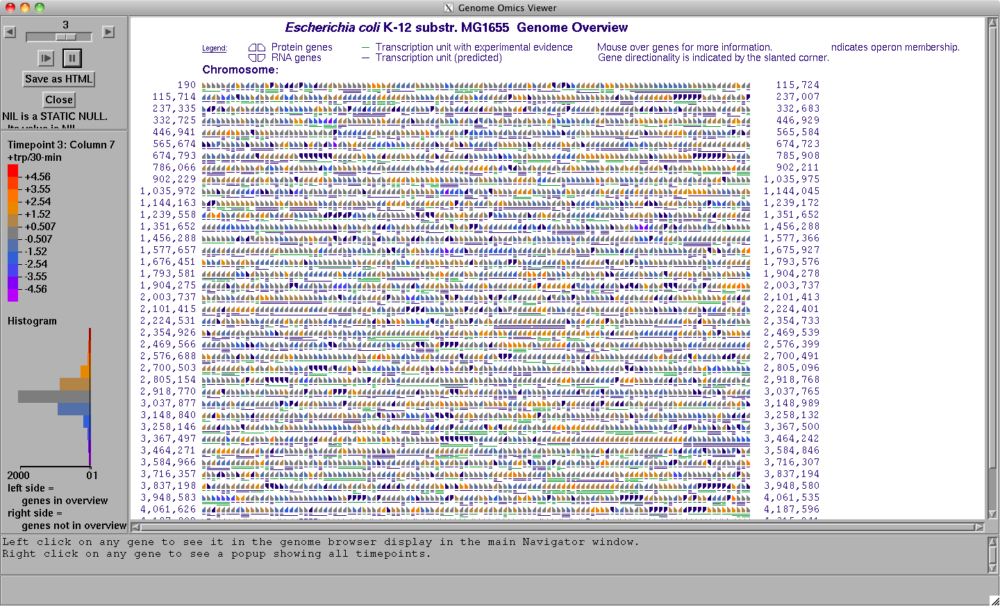 Genome Omics Viewer
3
Save as HTML
Close
NIL is a STATIC NULL.
Its value is NIL
Timepoint 3: Column 7
+trp/30-min
+4.56
+3.55
+2.54
+1.52
+0.507
-0.507
-1.52
-2.54
-3.55
-4.56
Histogram
2000 0 1
left side =
genes in overview
right side =
genes not in overview
Escherichia coli K-12 substr. MG1655 Genome Overview
Legend: Protein genes Transcription unit with experimental evidence Mouse over genes for more information. ndicates operon membership.
RNA genes Transcription unit (predicted) Gene directionality is indicated by the slanted corner.
Chromosome:
190 115,724
115,714 237,007
237,335 332,683
332,725 446,929
446,941 565,584
565,674 674,723
674,793 785,908
786,066 902,211
902,229 1,035,975
1,035,972 1,144,045
1,144,163 1,239,172
1,239,558 1,351,652
1,351,652 1,456,288
1,456,288 1,577,366
1,577,657 1,675,927
1,676,451 1,793,576
1,793,581 1,904,278
1,904,275 2,003,737
2,003,737 2,101,413
2,101,415 2,224,401
2,224,531 2,354,733
2,354,926 2,469,539
2,469,566 2,576,399
2,576,688 2,700,491
2,700,503 2,805,096
2,805,154 2,918,768
2,918,770 3,037,765
3,037,877 3,148,989
3,148,840 3,258,132
3,258,146 3,367,500
3,367,497 3,464,242
3,464,271 3,584,846
3,584,966 3,716,307
3,716,357 3,837,194
3,837,198 3,948,580
3,948,583 4,061,535
4,061,626 4,187,596
Left click on any gene to see it in the genome browser display in the main Navigator window.
Right click on any gene to see a popup showing all timepoints.